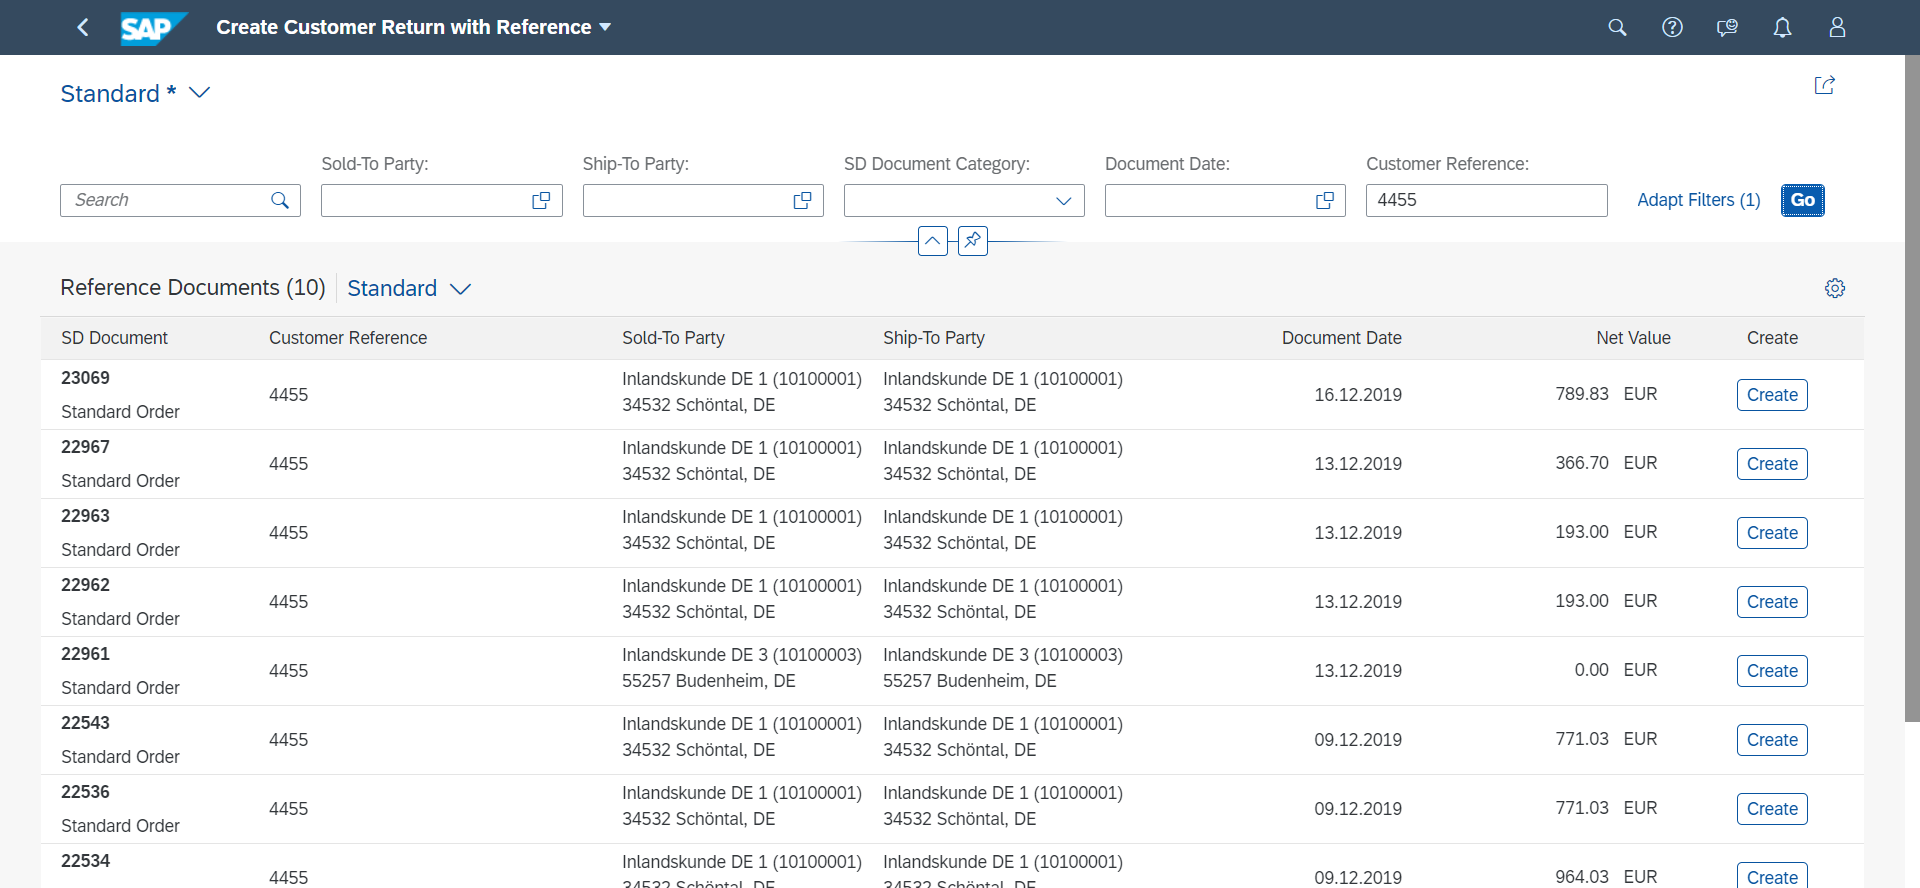 SAP Create Customer Return with Reference
Standard *
Sold-To Party: Ship-To Party: SD Document Category: Document Date: Customer Reference:
Search 4455 Adapt Filters (1) Go
Reference Documents (10) Standard
SD Document Customer Reference Sold-To Party Ship-To Party Document Date Net Value Create
23069 Standard Order 4455 Inlandskunde DE 1 (10100001) 34532 Schöntal, DE Inlandskunde DE 1 (10100001) 34532 Schöntal, DE 16.12.2019 789.83 EUR Create
22967 Standard Order 4455 Inlandskunde DE 1 (10100001) 34532 Schöntal, DE Inlandskunde DE 1 (10100001) 34532 Schöntal, DE 13.12.2019 366.70 EUR Create
22963 Standard Order 4455 Inlandskunde DE 1 (10100001) 34532 Schöntal, DE Inlandskunde DE 1 (10100001) 34532 Schöntal, DE 13.12.2019 193.00 EUR Create
22962 Standard Order 4455 Inlandskunde DE 1 (10100001) 34532 Schöntal, DE Inlandskunde DE 1 (10100001) 34532 Schöntal, DE 13.12.2019 193.00 EUR Create
22961 Standard Order 4455 Inlandskunde DE 3 (10100003) 55257 Budenheim, DE Inlandskunde DE 3 (10100003) 55257 Budenheim, DE 13.12.2019 0.00 EUR Create
22543 Standard Order 4455 Inlandskunde DE 1 (10100001) 34532 Schöntal, DE Inlandskunde DE 1 (10100001) 34532 Schöntal, DE 09.12.2019 771.03 EUR Create
22536 Standard Order 4455 Inlandskunde DE 1 (10100001) 34532 Schöntal, DE Inlandskunde DE 1 (10100001) 34532 Schöntal, DE 09.12.2019 771.03 EUR Create
22534 4455 Inlandskunde DE 1 (10100001) 34532 Schöntal, DE Inlandskunde DE 1 (10100001) 34532 Schöntal, DE 09.12.2019 964.03 EUR Create